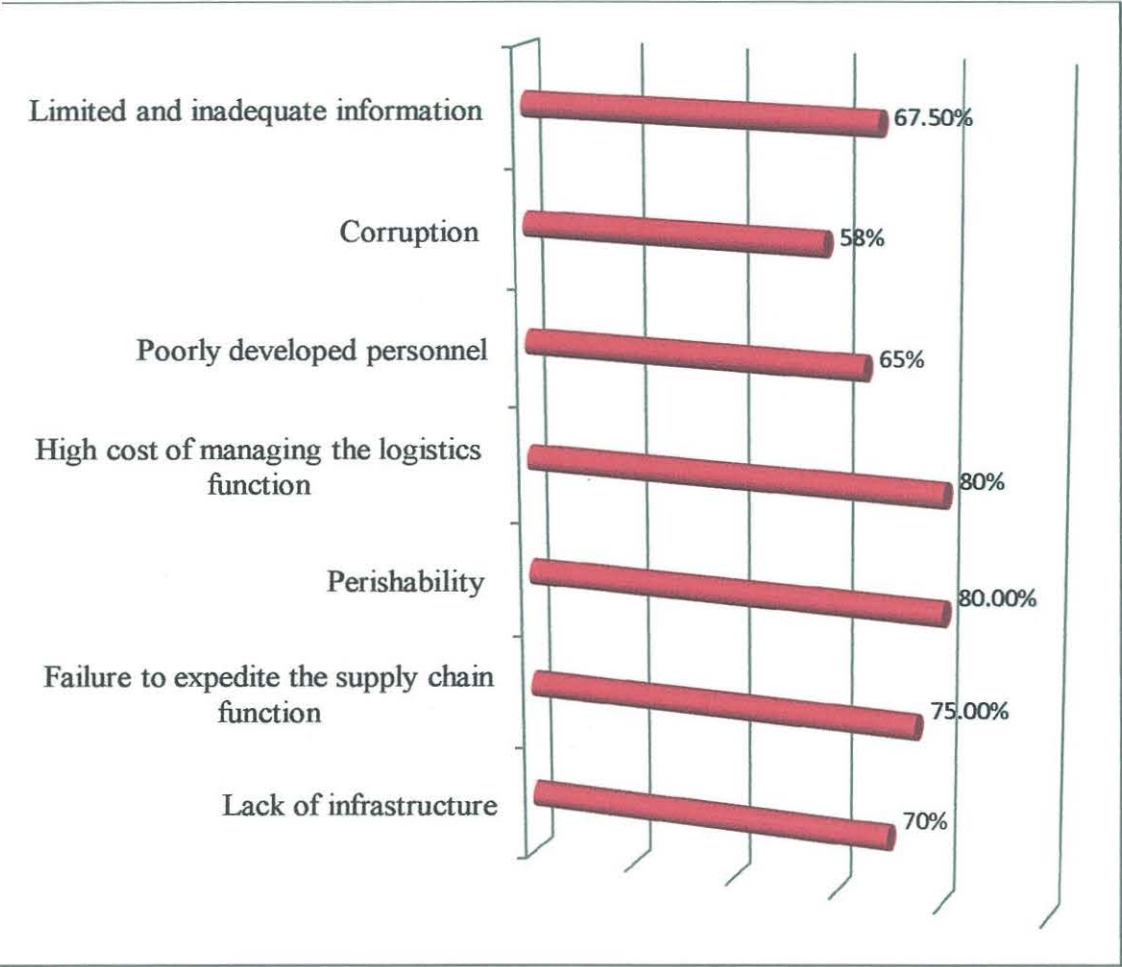 Limited and inadequate information
67.50%
Corruption
58%
Poorly developed personnel
65%
High cost of managing the logistics
function
80%
Perishability
80.00%
Failure to expedite the supply chain
function
75.00%
Lack of infrastructure
70%